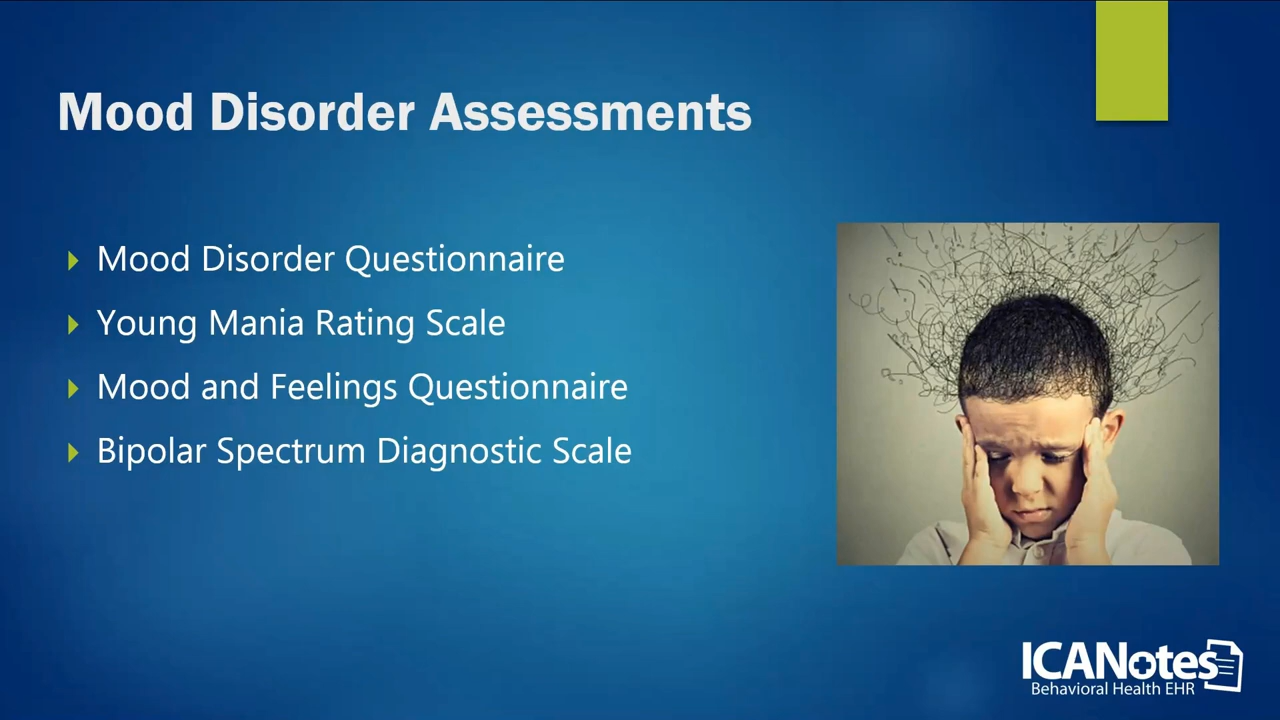 Mood Disorder Assessments
Mood Disorder Questionnaire
Young Mania Rating Scale
Mood and Feelings Questionnaire
Bipolar Spectrum Diagnostic Scale
ICANotes
Behavioral Health EHR